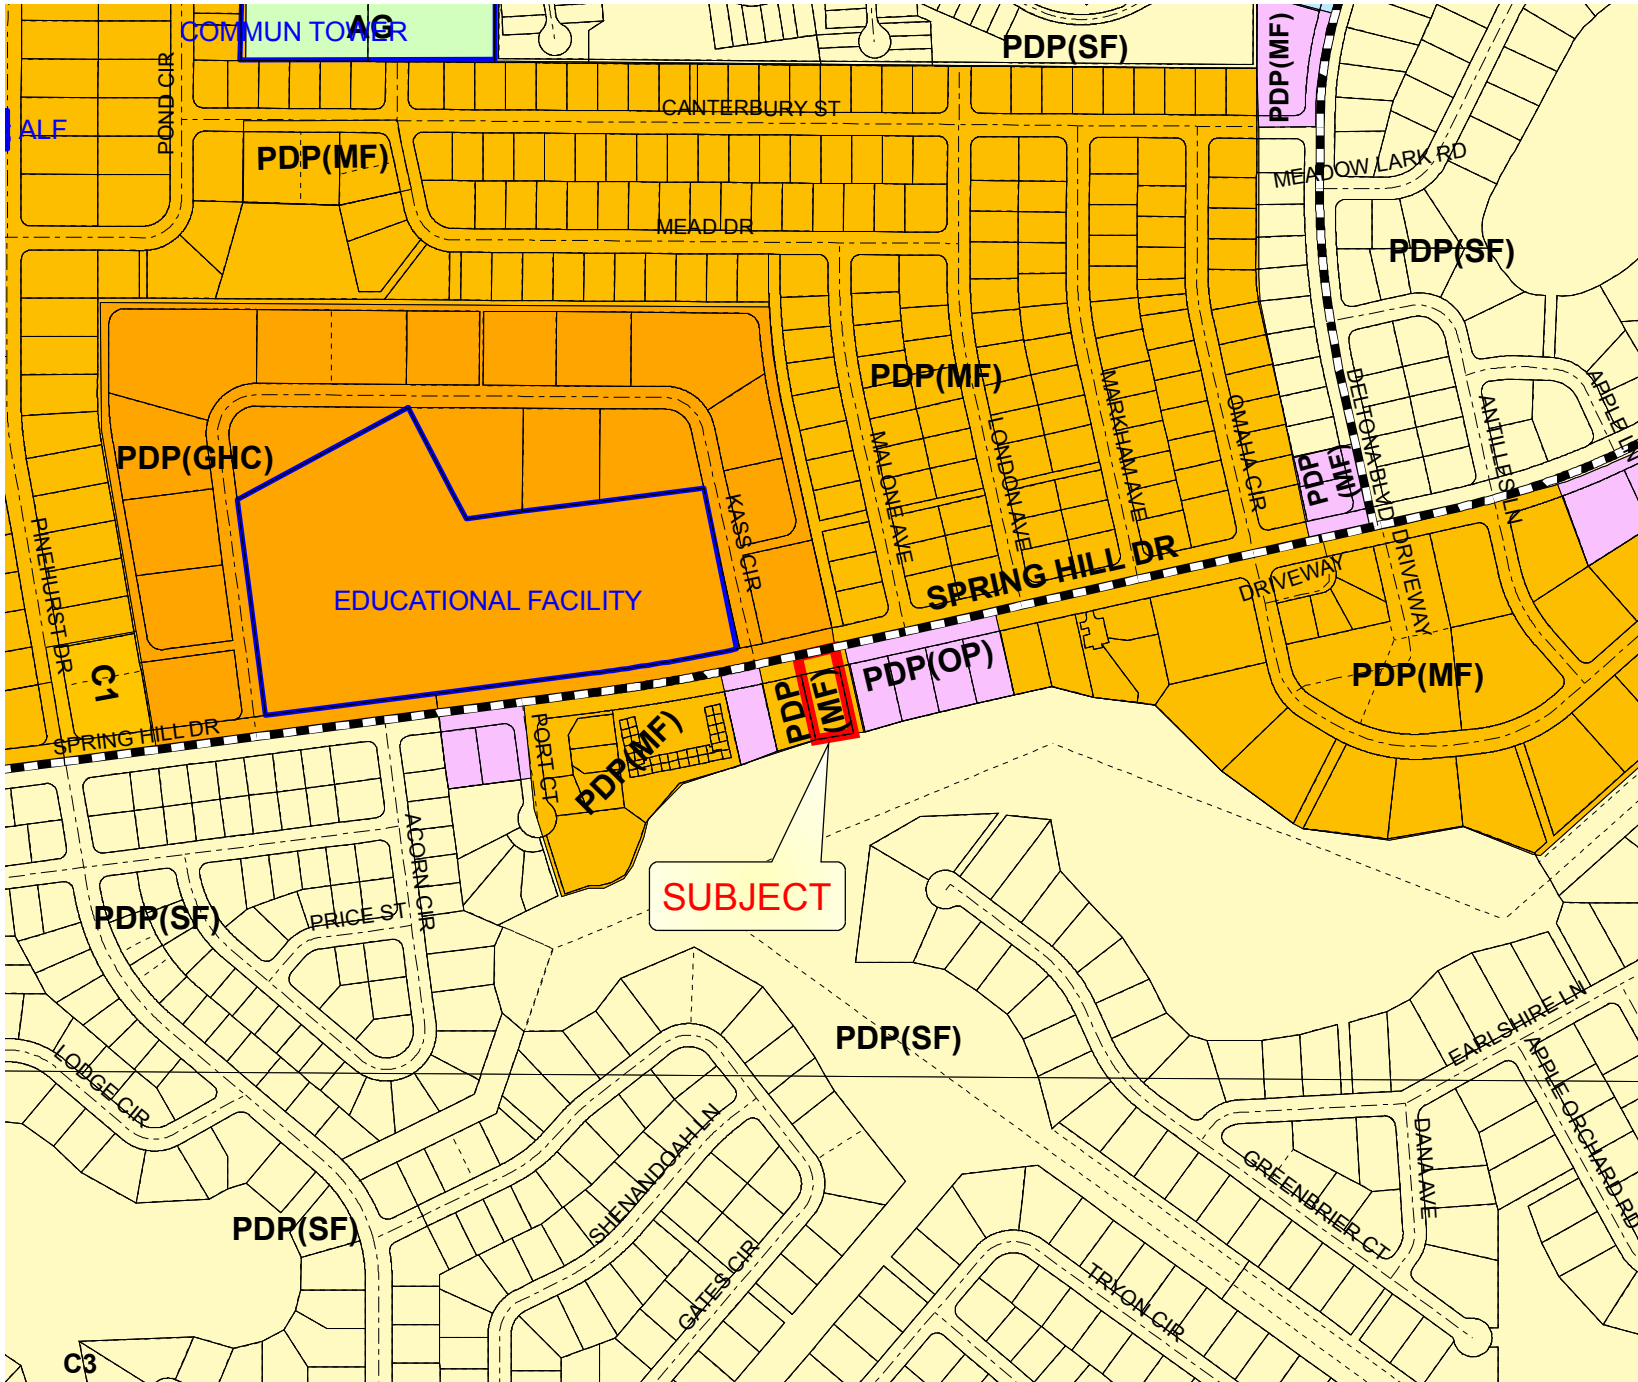 COMMUN TOWER
AG
PDP(SF)
PDP(MF)
POND CIR
CANTERBURY ST
ALF
PDP(MF)
MEADOW LARK RD
MEAD DR
PDP(SF)
PDP(MF)
DELTONA BLVD
MARKHAM AVE
OMAHA CIR
ANTILLES LN
APPLE LN
LONDON AVE
MALONE AVE
PDP(GHC)
PDP
(MF)
KASS CIR
PINEHURST DR
SPRING HILL DR
DRIVEWAY
DRIVEWAY
EDUCATIONAL FACILITY
C1
PDP(OP)
PDP
(MF)
PDP(MF)
SPRING HILL DR
PORT CT
PDP(MF)
ACORN CIR
SUBJECT
PDP(SF)
PRICE ST
PDP(SF)
EARLSHIRE LN
LODGE CIR
APPLE ORCHARD RD
SHENANDOAH LN
DANA AVE
GREENBRIER CT
PDP(SF)
GATES CIR
TRYON CIR
C3